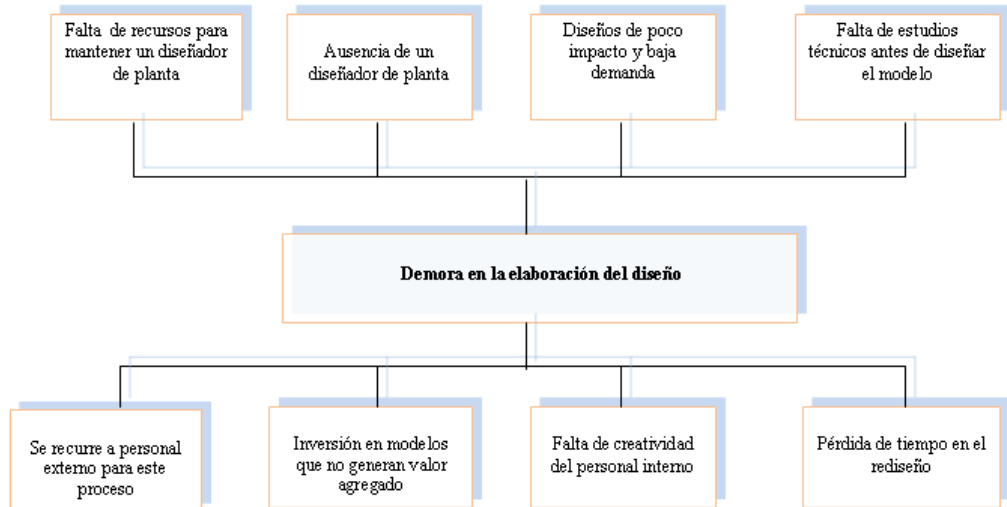 Falta de recursos para
mantener un diseñador
de planta
Ausencia de un
diseñador de planta
Diseños de poco
impacto y baja
demanda
Falta de estudios
técnicos antes de diseñar
el modelo
Demora en la elaboración del diseño
Se recurre a personal
externo para este
proceso
Inversión en modelos
que no generan valor
agregado
Falta de creatividad
del personal interno
Pérdida de tiempo en el
rediseño